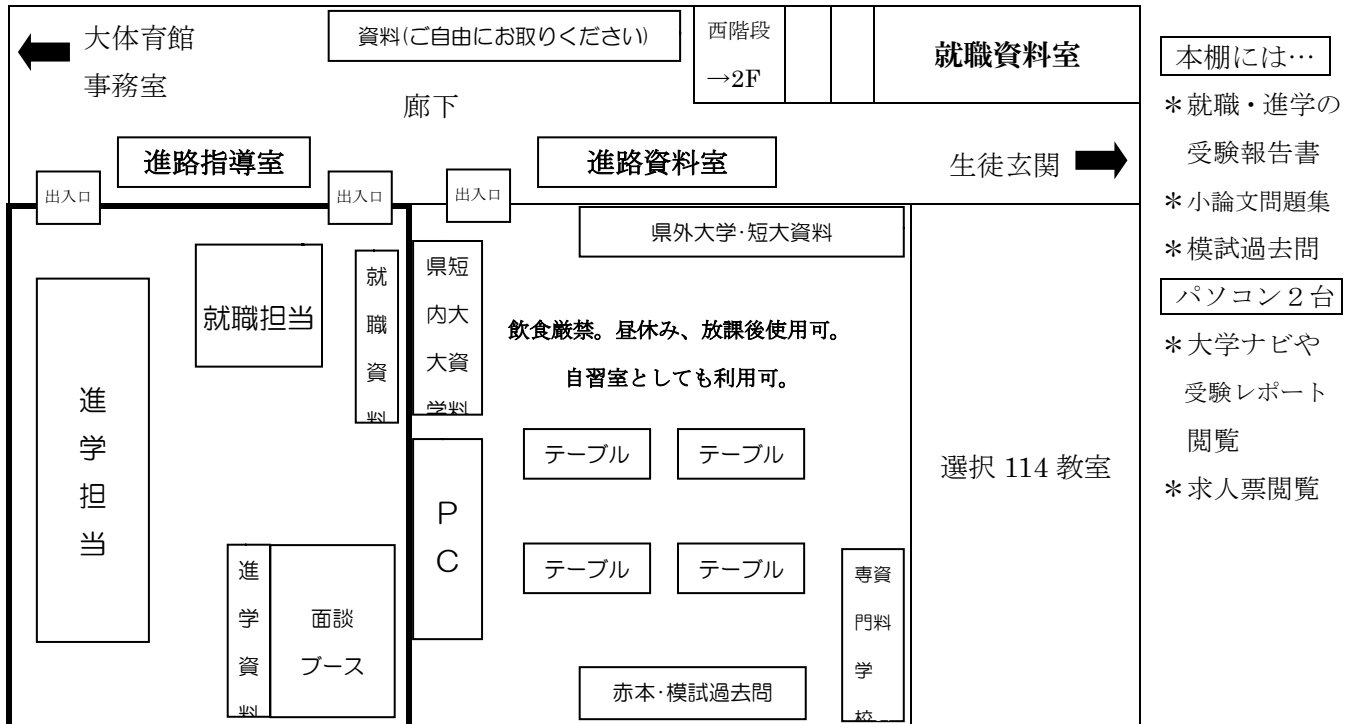 大体育館
事務室
資料(ご自由にお取りください)
西階段
→2F
就職資料室
廊下
進路指導室
進路資料室
生徒玄関
出入口
出入口
出入口
県外大学・短大資料
就職担当
就職資料
県内大学
短大資料
飲食厳禁。昼休み、放課後使用可。
自習室としても利用可。
進学担当
テーブル
テーブル
PC
選択 114 教室
テーブル
テーブル
進学資料
面談
ブース
専門学校
資料
赤本・模試過去問
本棚には…
*就職・進学の
受験報告書
*小論文問題集
*模試過去問
パソコン2台
*大学ナビや
受験レポート
閲覧
*求人票閲覧